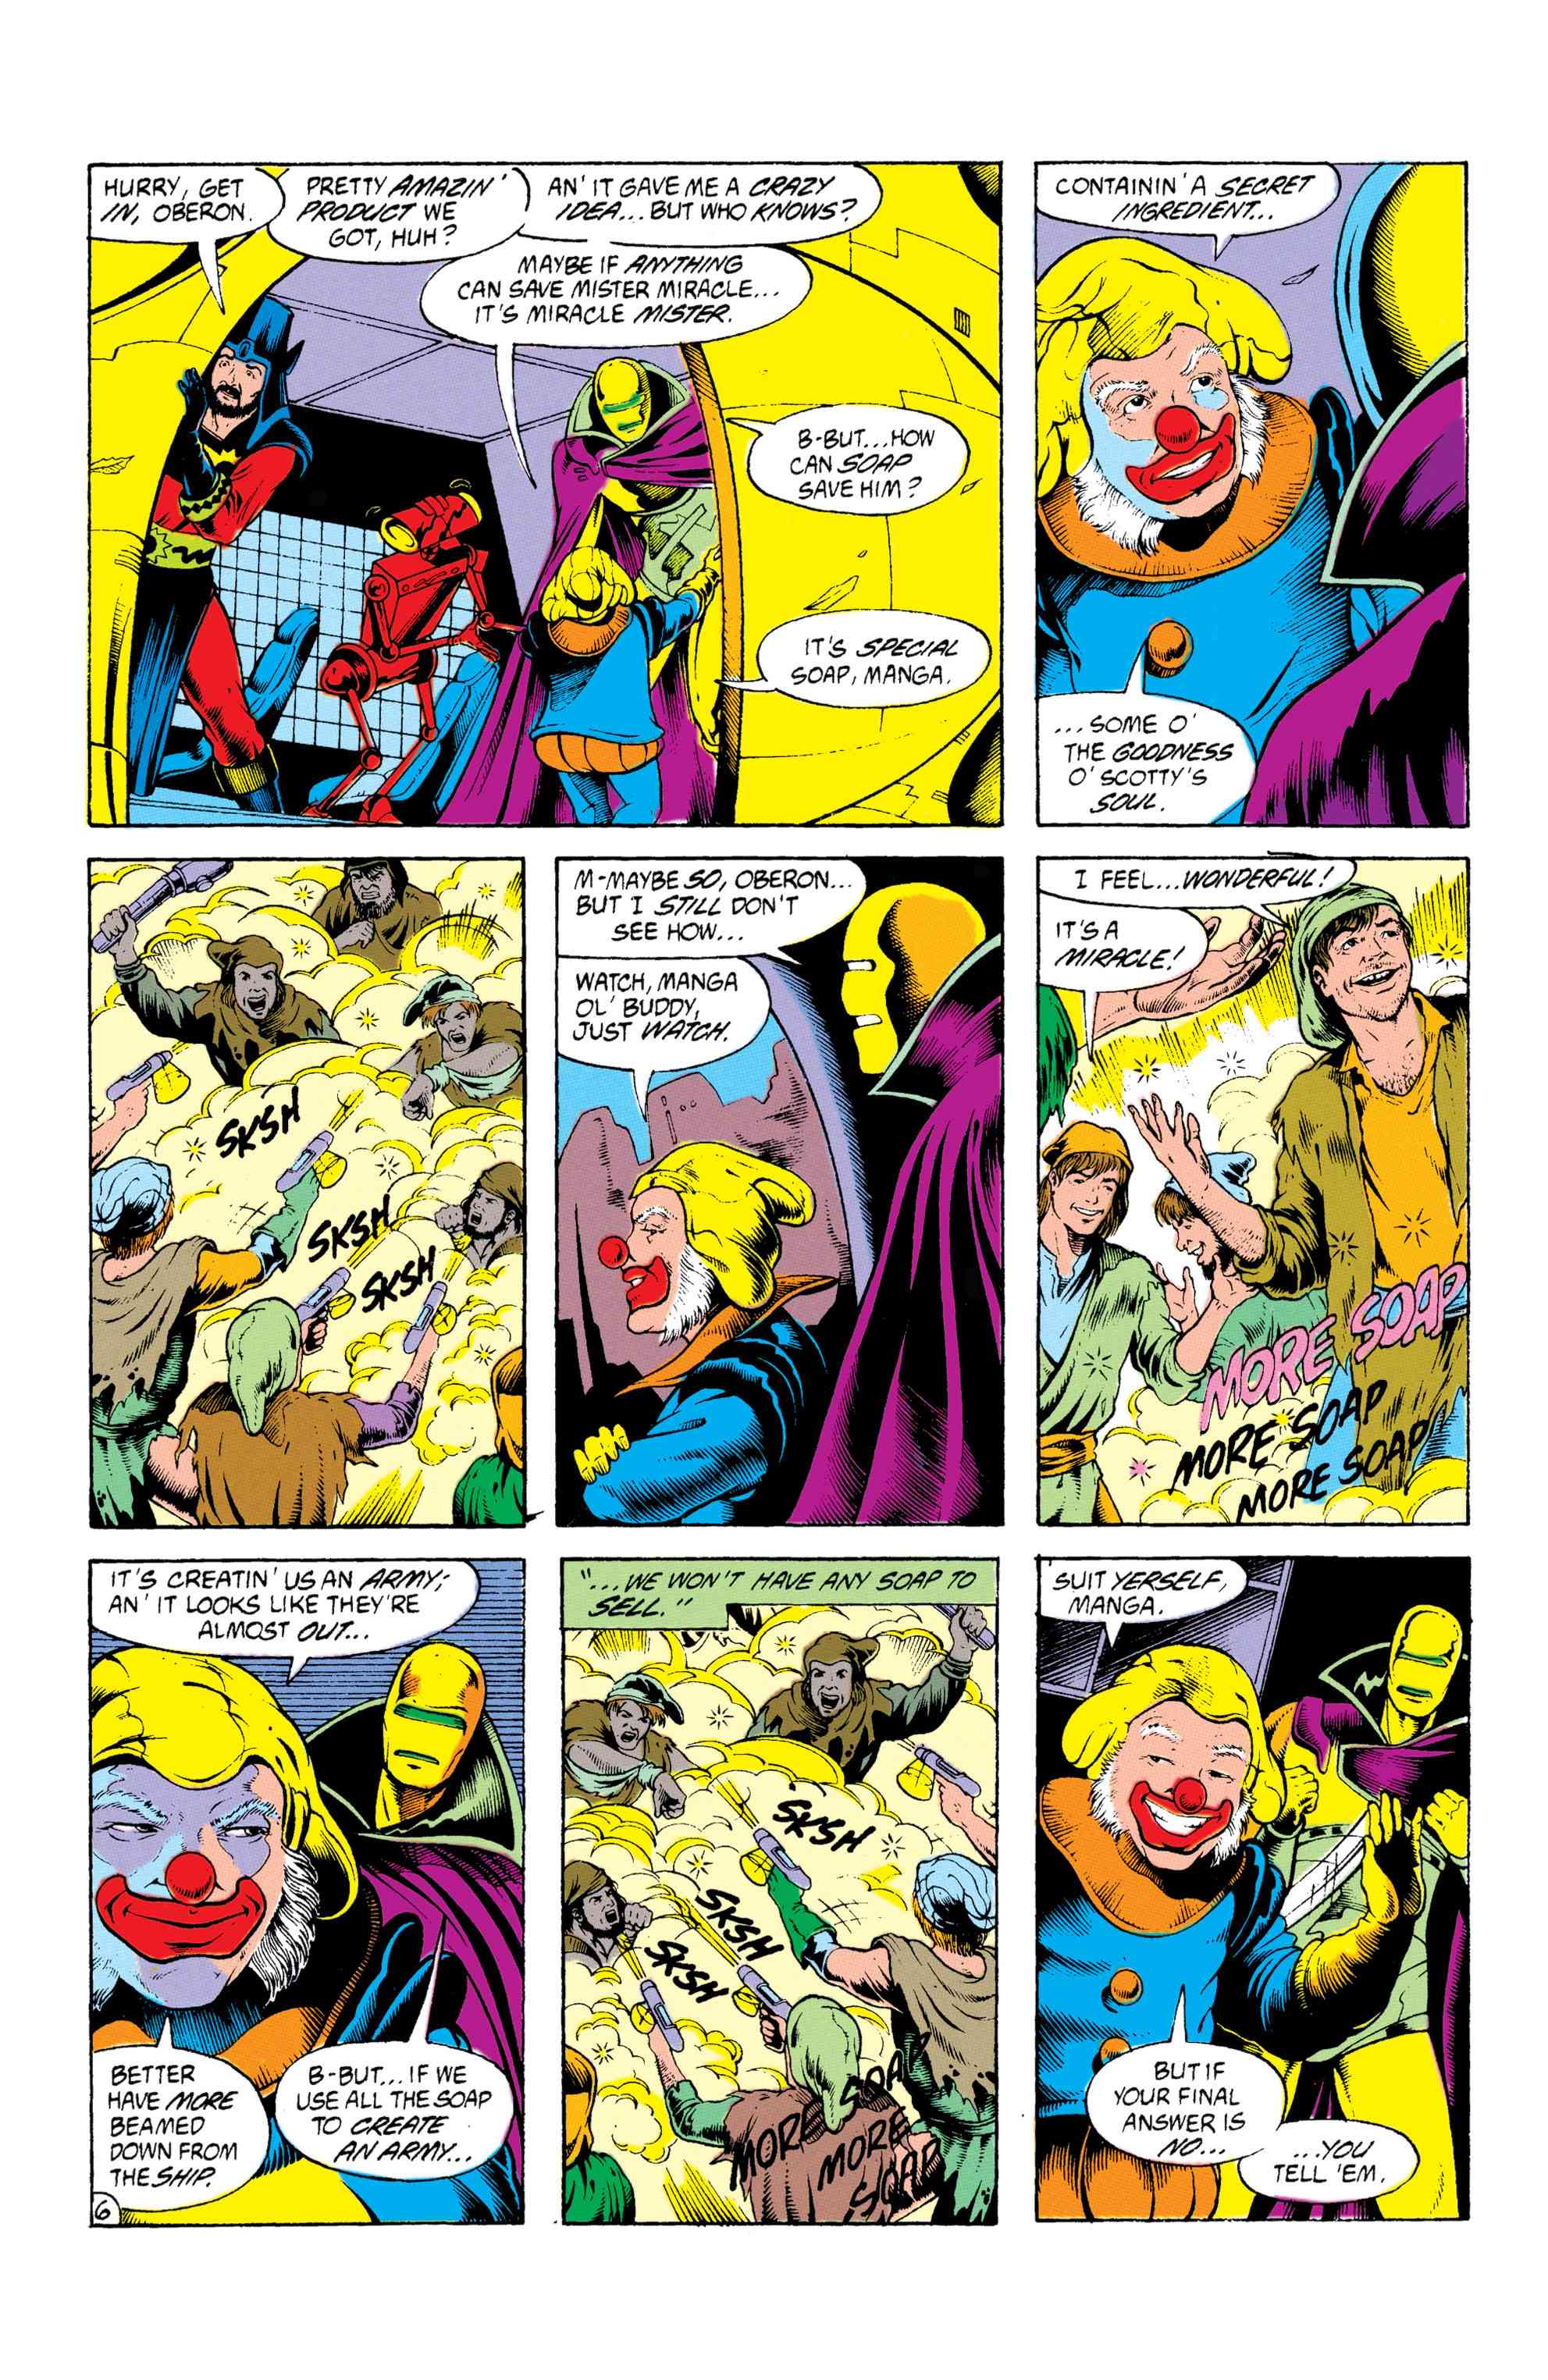 HURRY, GET
IN, OBERON.
PRETTY AMAZIN'
PRODUCT WE
GOT, HUH?
AN' IT GAVE ME A CRAZY
IDEA... BUT WHO KNOWS?
MAYBE IF ANYTHING
CAN SAVE MISTER MIRACLE...
IT'S MIRACLE MISTER.
B-BUT... HOW
CAN SOAP
SAVE HIM?
IT'S SPECIAL
SOAP, MANGA.
CONTAININ' A SECRET
INGREDIENT...
...SOME O'
THE GOODNESS
O' SCOTTY'S
SOUL.
SKSH
SKSH
SKSH
M-MAYBE SO, OBERON...
BUT I STILL DON'T
SEE HOW...
WATCH, MANGA
OL' BUDDY,
JUST WATCH.
I FEEL... WONDERFUL!
IT'S A
MIRACLE!
MORE SOAP
MORE SOAP
MORE SOAP
IT'S CREATIN' US AN ARMY;
AN' IT LOOKS LIKE THEY'RE
ALMOST OUT...
BETTER
HAVE MORE
BEAMED
DOWN FROM
THE SHIP.
B-BUT... IF WE
USE ALL THE SOAP
TO CREATE
AN ARMY...
6
"...WE WON'T HAVE ANY SOAP TO
SELL."
SKSH
SKSH
SKSH
MORE SOAP
MORE
SOAP
SUIT YERSELF,
MANGA.
BUT IF
YOUR FINAL
ANSWER IS
NO...
...YOU
TELL 'EM.